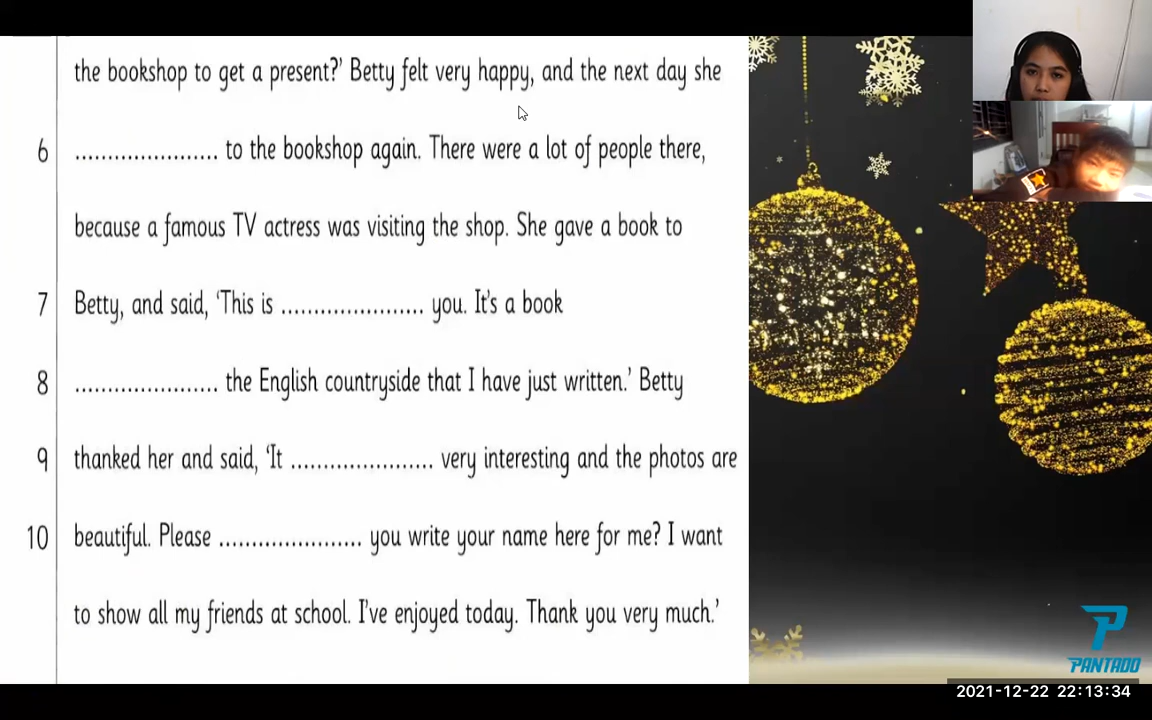 the bookshop to get a present?' Betty felt very happy, and the next day she
6 ...................... to the bookshop again. There were a lot of people there,
because a famous TV actress was visiting the shop. She gave a book to
7 Betty, and said, 'This is ...................... you. It's a book
8 ...................... the English countryside that I have just written.' Betty
9 thanked her and said, 'It ...................... very interesting and the photos are
10 beautiful. Please ...................... you write your name here for me? I want
to show all my friends at school. I've enjoyed today. Thank you very much.'
PANTADO
2021-12-22 22:13:34